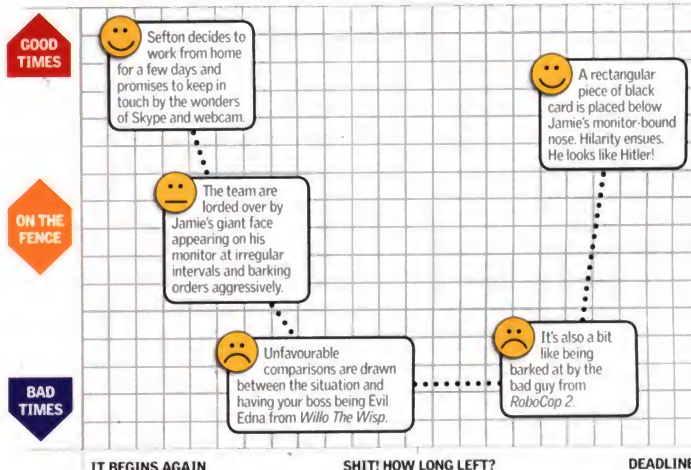 GOOD
TIMES
Sefton decides to
work from home
for a few days and
promises to keep in
touch by the wonders
of Skype and webcam.
A rectangular
piece of black
card is placed below
Jamie's monitor-bound
nose. Hilarity ensues.
He looks like Hitler!
ON THE
FENCE
The team are
lorded over by
Jamie's giant face
appearing on his
monitor at irregular
intervals and barking
orders aggressively.
Unfavourable
comparisons are drawn
between the situation and
having your boss being Evil
Edna from Willo The Wisp.
It's also a bit
like being
barked at by the
bad guy from
RoboCop 2.
BAD
TIMES
IT BEGINS AGAIN
SHIT! HOW LONG LEFT?
DEADLINE